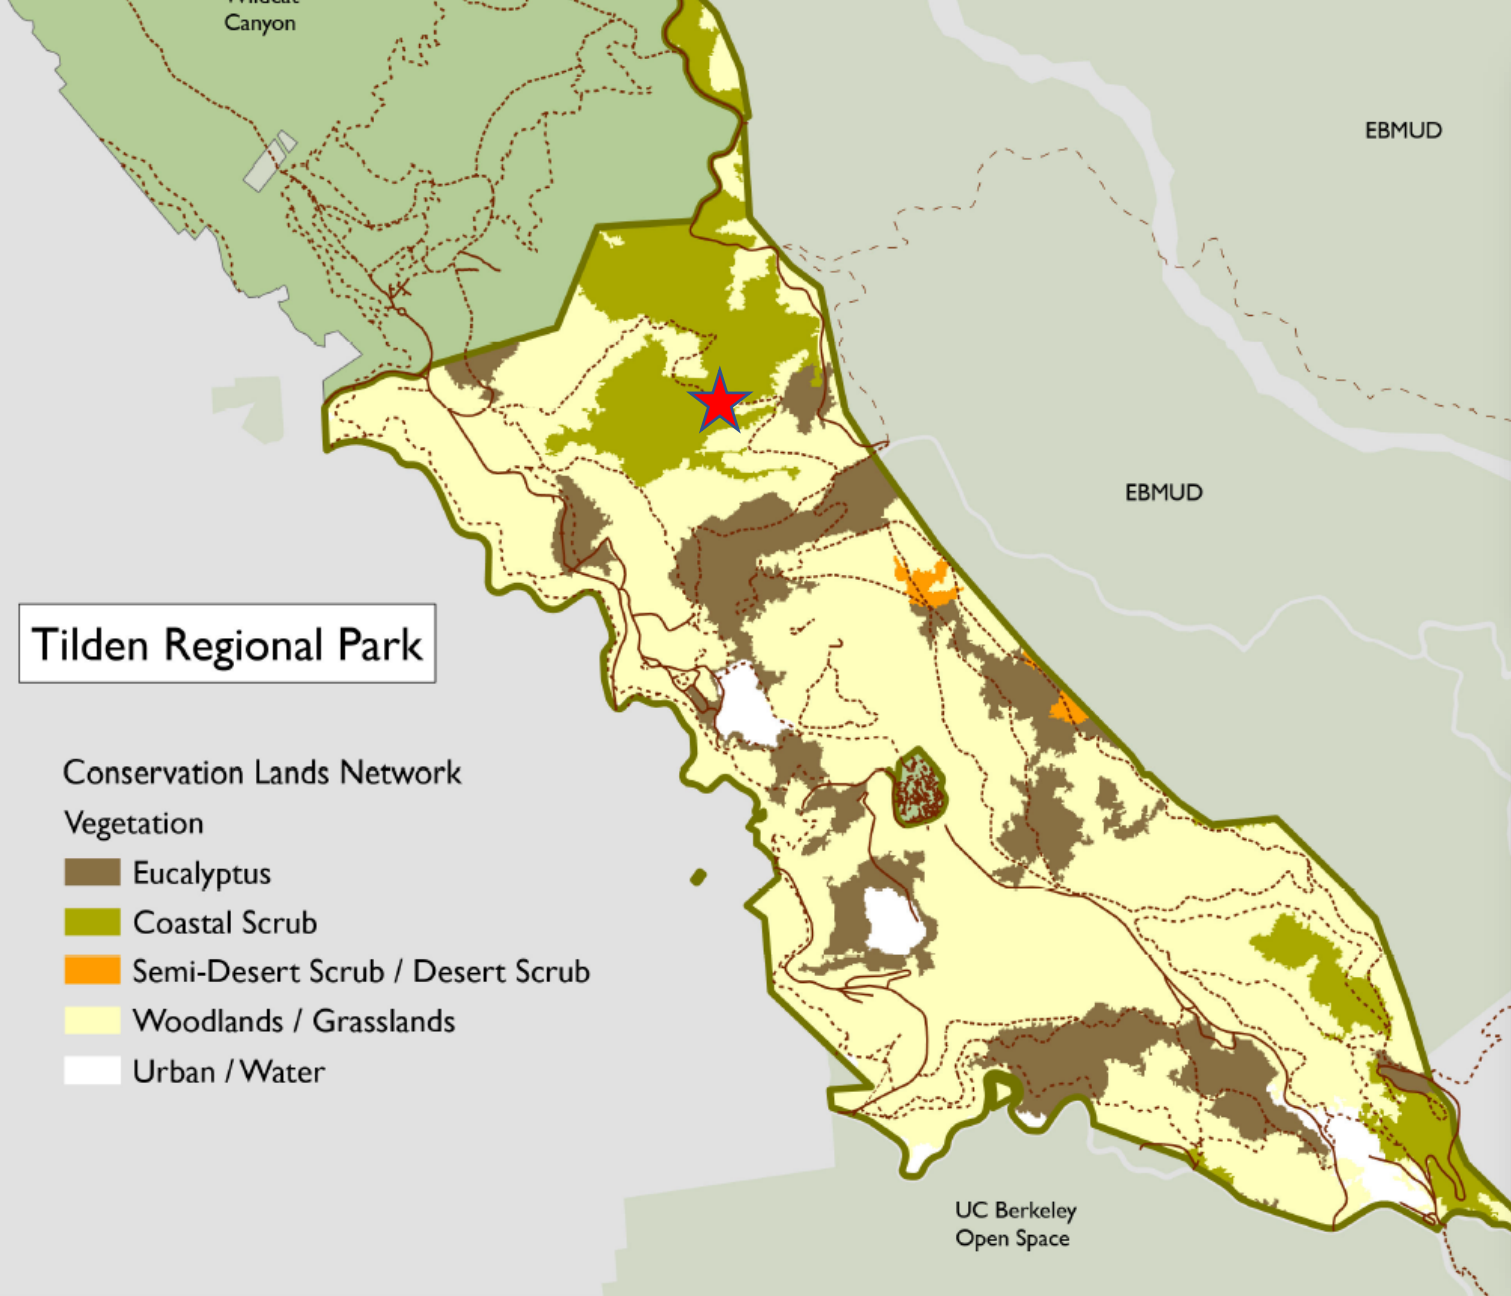 Wildcat
Canyon
EBMUD
EBMUD
Tilden Regional Park
Conservation Lands Network
Vegetation
Eucalyptus
Coastal Scrub
Semi-Desert Scrub / Desert Scrub
Woodlands / Grasslands
Urban / Water
UC Berkeley
Open Space